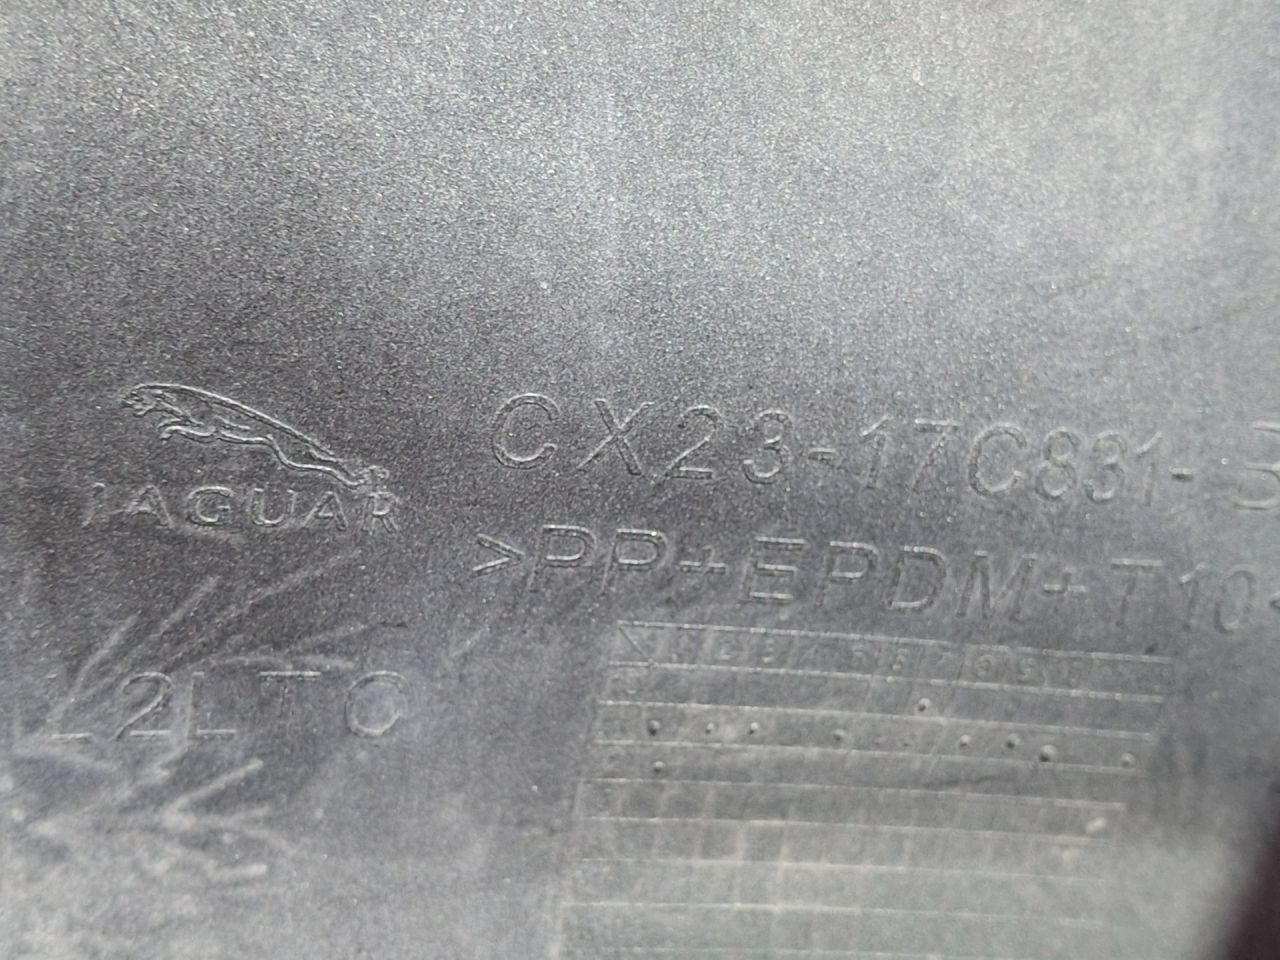 JAGUAR
CX23-17C831-B
>PP+EPDM+T10<
2LTC